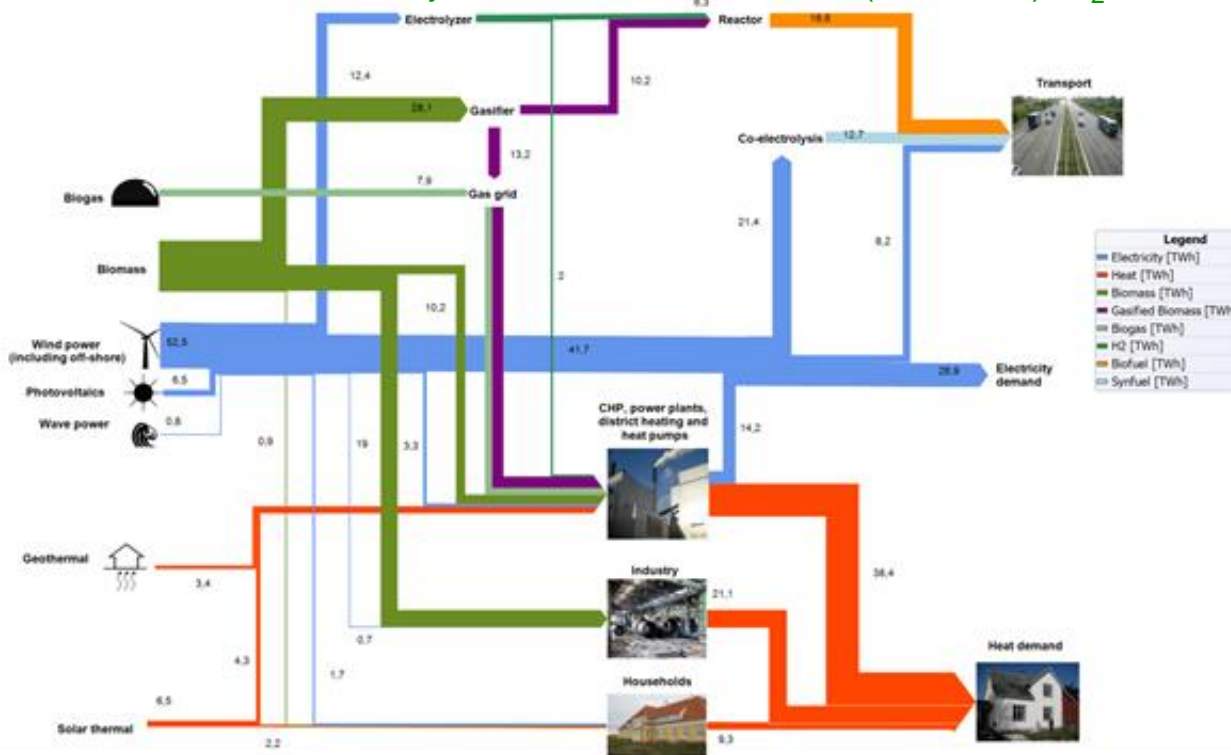 Electrolyzer
Reactor
16,8
12,4
28,1
Gasifier
10,2
Transport
Co-electrolysis
12,7
13,2
Biogas
7,9
Gas grid
21,4
8,2
Biomass
10,2
2
Legend
Electricity [TWh]
Heat [TWh]
Biomass [TWh]
Gasified Biomass [TWh
Biogas [TWh]
H2 [TWh]
Biofuel [TWh]
Synfuel [TWh]
Wind power
(including off-shore)
52,5
41,7
Photovoltaics
6,5
Electricity
demand
Wave power
0,8
CHP, power plants,
district heating and
heat pumps
0,9
19
3,3
14,2
Geothermal
3,4
Industry
21,1
0,7
4,3
1,7
Heat demand
Households
6,5
Solar thermal
2,2
9,3